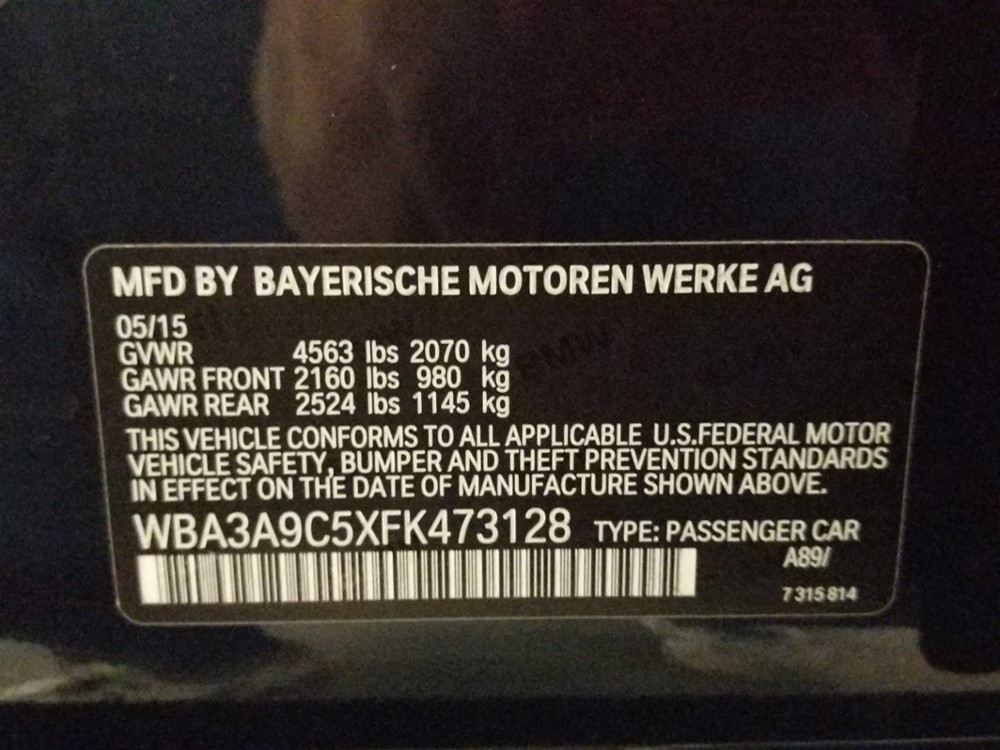 MFD BY BAYERISCHE MOTOREN WERKE AG
05/15
GVWR 4563 lbs 2070 kg
GAWR FRONT 2160 lbs 980 kg
GAWR REAR 2524 lbs 1145 kg
THIS VEHICLE CONFORMS TO ALL APPLICABLE U.S.FEDERAL MOTOR
VEHICLE SAFETY, BUMPER AND THEFT PREVENTION STANDARDS
IN EFFECT ON THE DATE OF MANUFACTURE SHOWN ABOVE.
WBA3A9C5XFK473128 TYPE: PASSENGER CAR
A89/
7 315 814